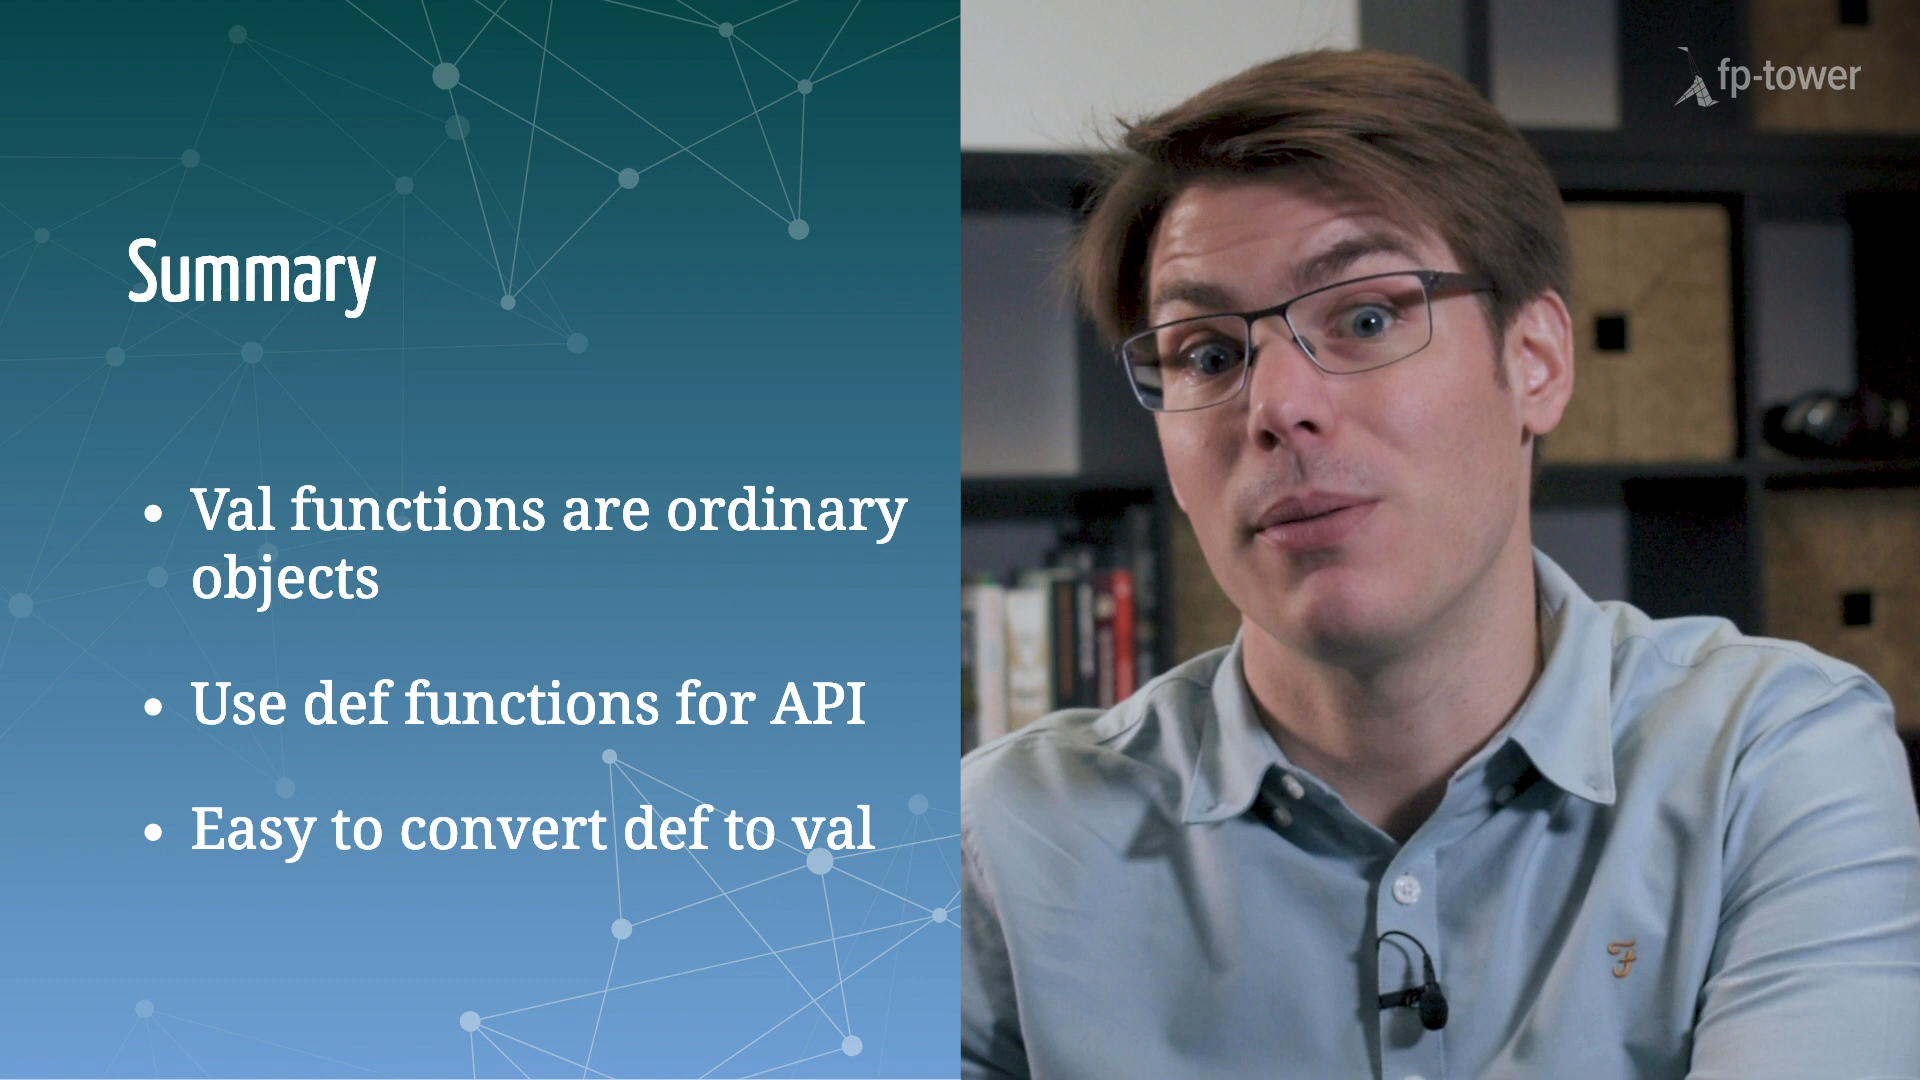 fp-tower
Summary
• Val functions are ordinary
objects
• Use def functions for API
• Easy to convert def to val
F